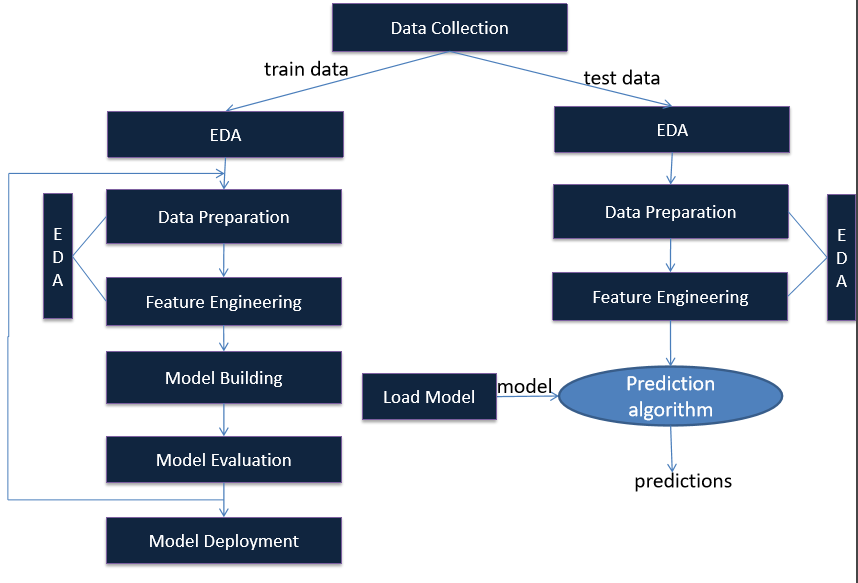 Data Collection
train data
test data
EDA
EDA
E
D
A
Data Preparation
Data Preparation
E
D
A
Feature Engineering
Feature Engineering
Model Building
Load Model
model
Prediction
algorithm
Model Evaluation
predictions
Model Deployment